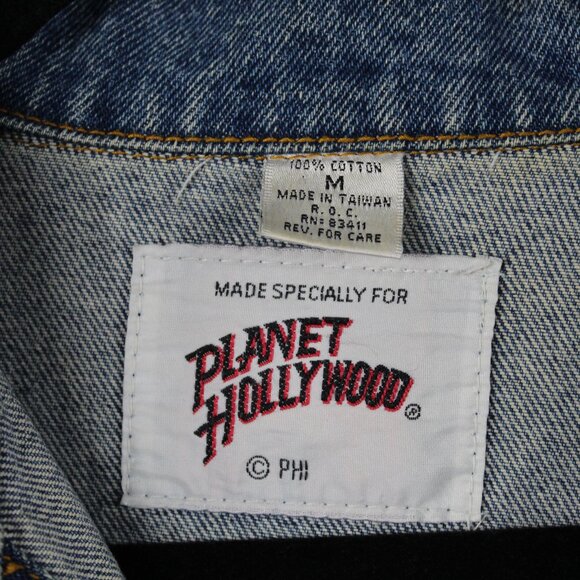 100% COTTON
M
MADE IN TAIWAN
R. O. C.
RN: 83411
REV. FOR CARE
MADE SPECIALLY FOR
PLANET
HOLLYWOOD®
© PHI